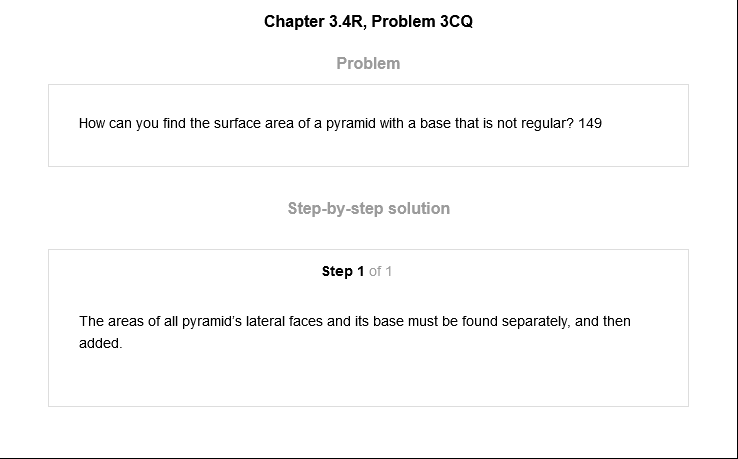 Chapter 3.4R, Problem 3CQ
Problem
How can you find the surface area of a pyramid with a base that is not regular? 149
Step-by-step solution
Step 1 of 1
The areas of all pyramid's lateral faces and its base must be found separately, and then
added.